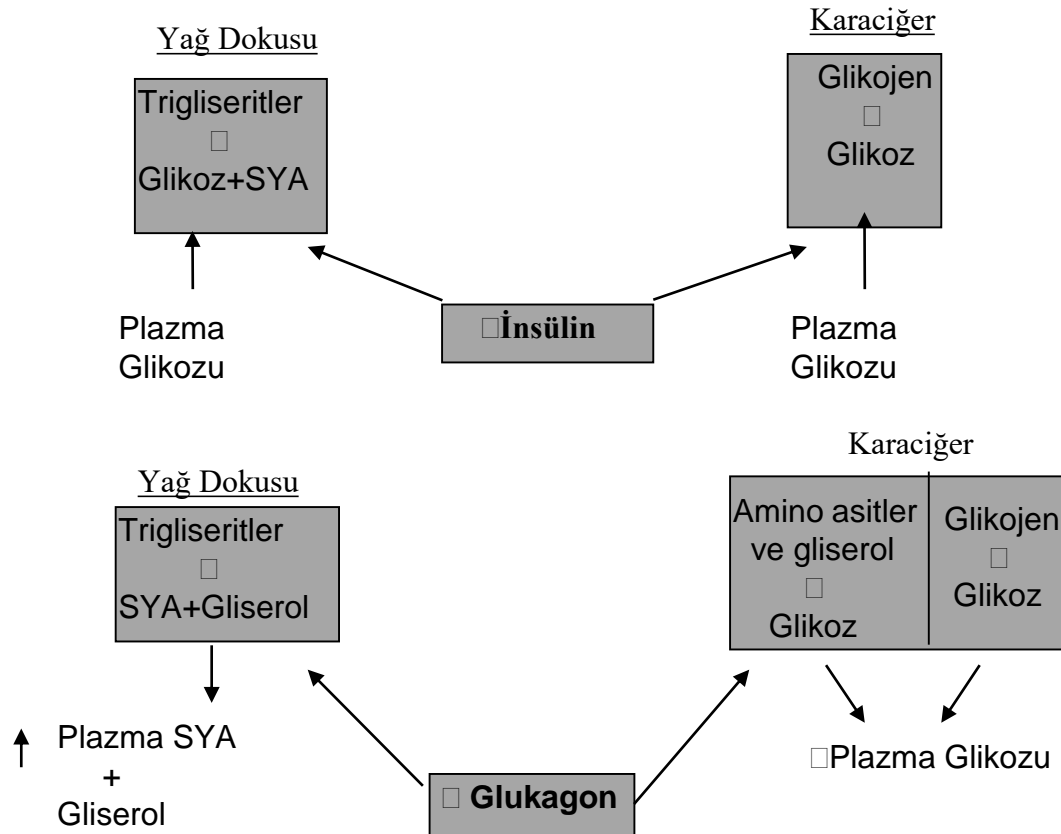 Yağ Dokusu
Karaciğer
Trigliseritler
□
Glikoz+SYA
Glikojen
□
Glikoz
Plazma
Glikozu
□İnsülin
Plazma
Glikozu
Yağ Dokusu
Karaciğer
Trigliseritler
□
SYA+Gliserol
Amino asitler
ve gliserol
□
Glikoz
Glikojen
□
Glikoz
Plazma SYA
+
Gliserol
□Plazma Glikozu
□ Glukagon